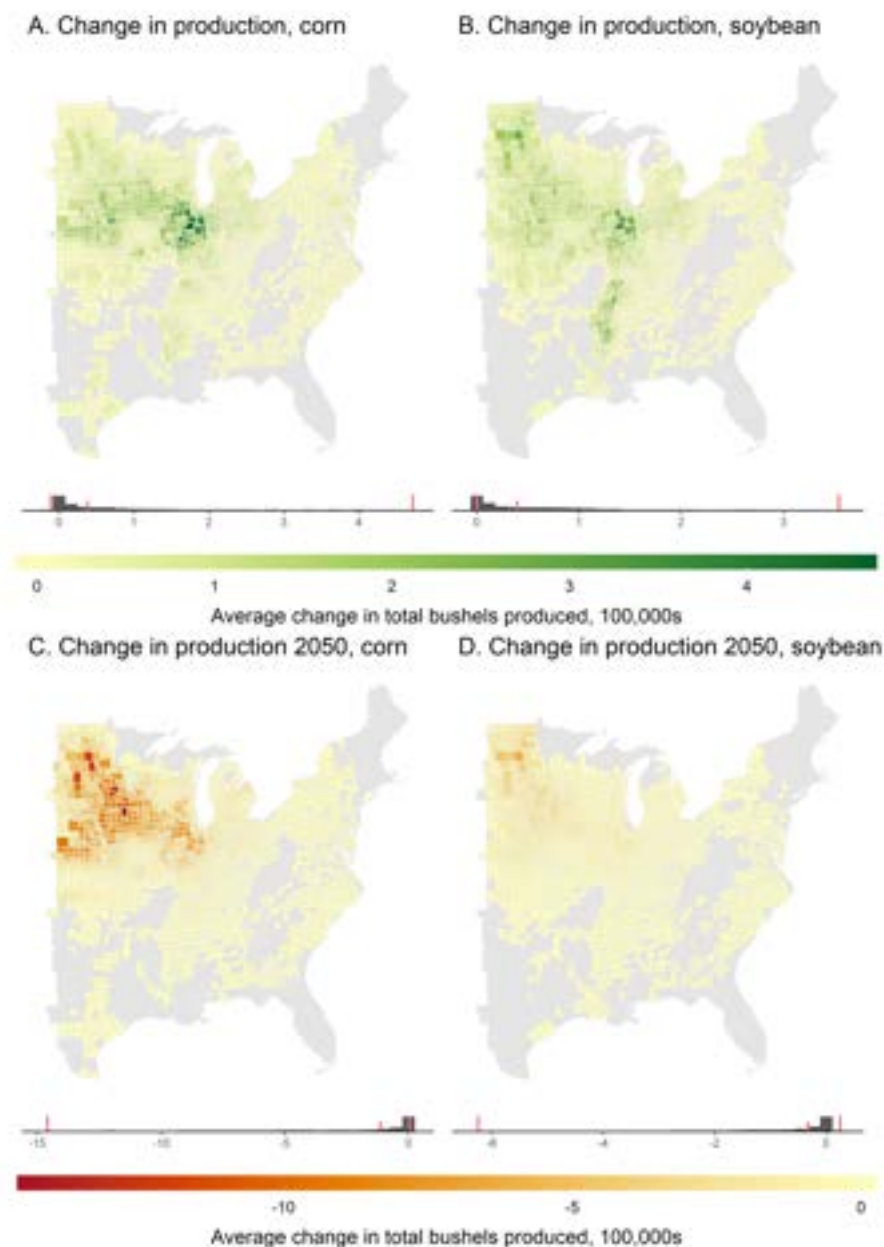 A. Change in production, corn
B. Change in production, soybean
0 1 2 3 4
0 1 2 3
0 1 2 3 4
Average change in total bushels produced, 100,000s
C. Change in production 2050, corn
D. Change in production 2050, soybean
-15 -10 -5 0
-6 -4 -2 0
-10 -5 0
Average change in total bushels produced, 100,000s